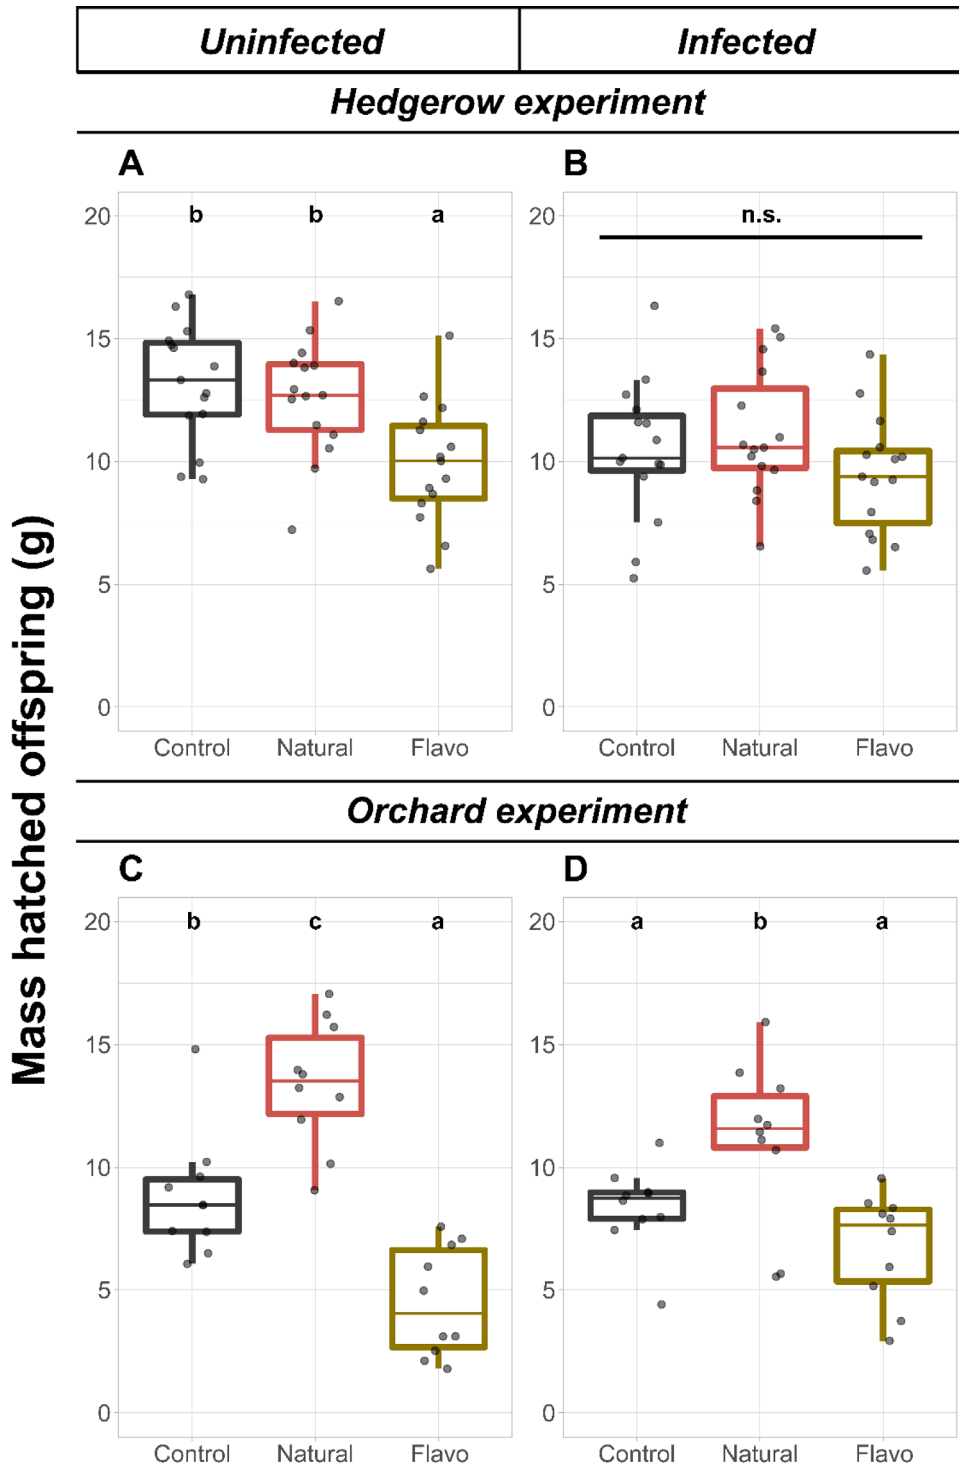 Uninfected Infected
Hedgerow experiment
A B
20 b b a 20 n.s.
15 15
10 10
5 5
0 0
Control Natural Flavo Control Natural Flavo
Mass hatched offspring (g)
Orchard experiment
C D
20 b c a 20 a b a
15 15
10 10
5 5
0 0
Control Natural Flavo Control Natural Flavo